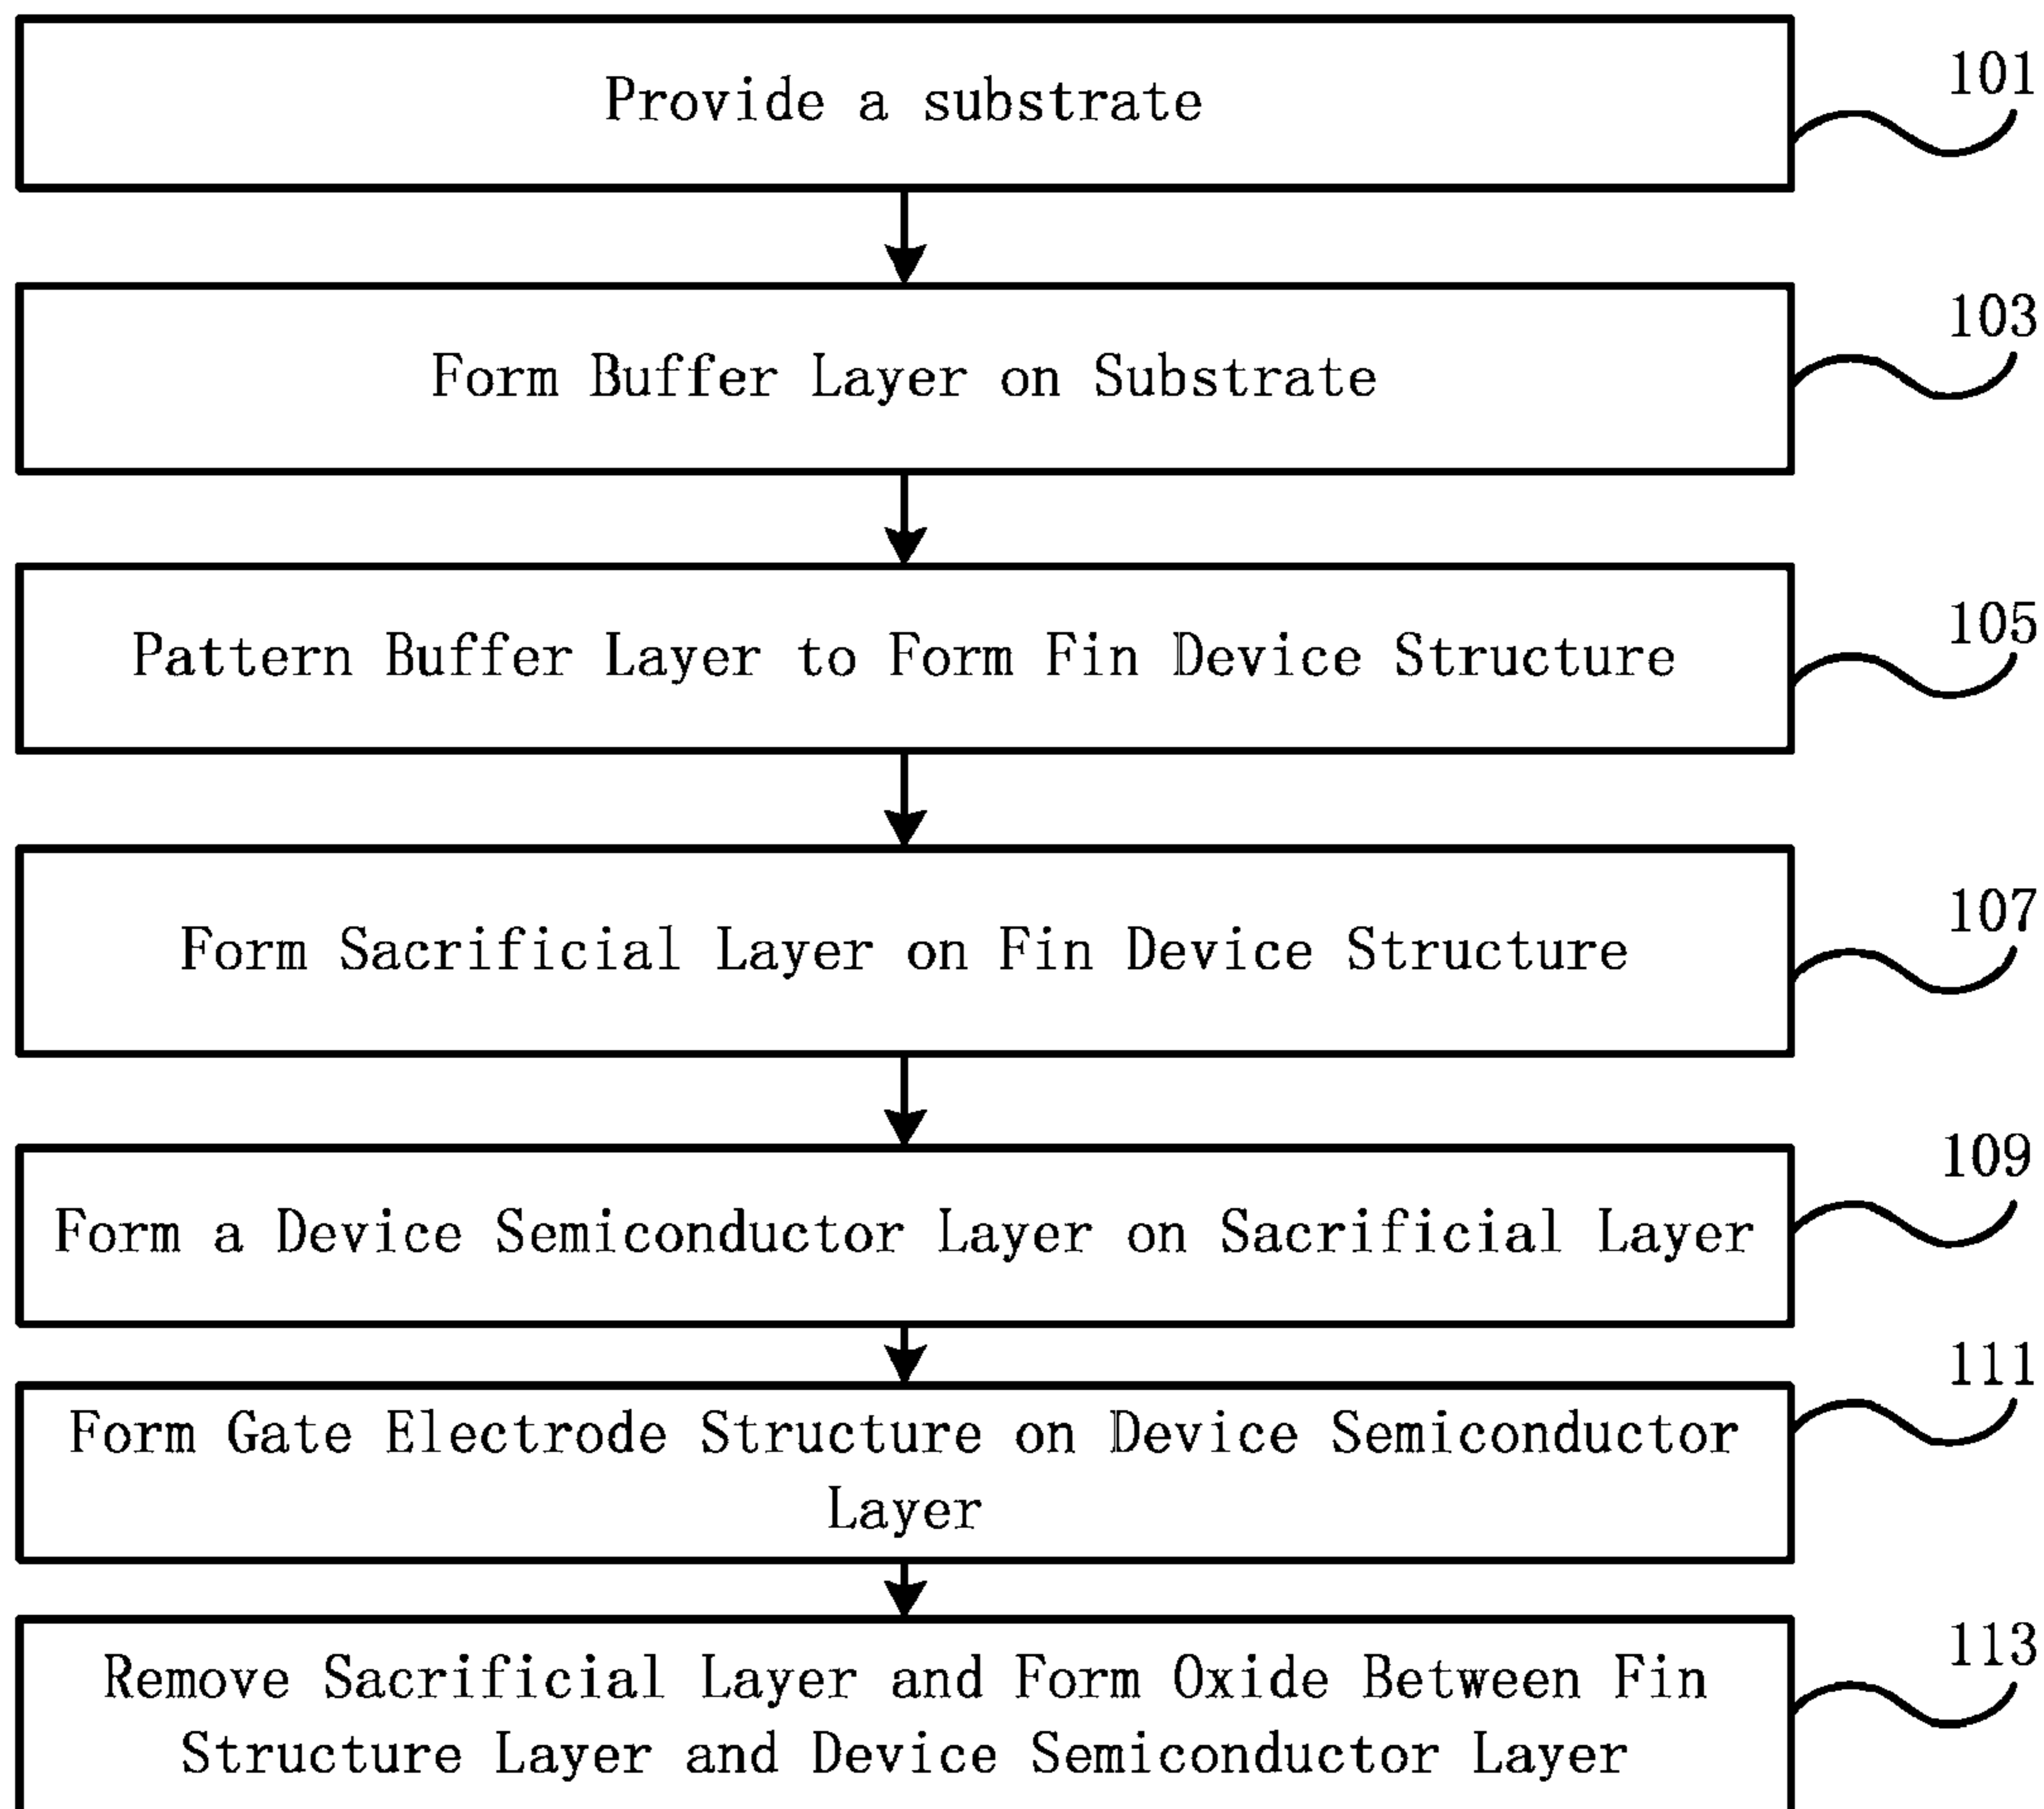 Provide a substrate
101
Form Buffer Layer on Substrate
103
Pattern Buffer Layer to Form Fin Device Structure
105
Form Sacrificial Layer on Fin Device Structure
107
Form a Device Semiconductor Layer on Sacrificial Layer
109
Form Gate Electrode Structure on Device Semiconductor
Layer
111
Remove Sacrificial Layer and Form Oxide Between Fin
Structure Layer and Device Semiconductor Layer
113